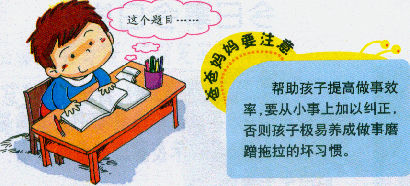 这个题目……
爸爸妈妈要注意
帮助孩子提高做事效
率，要从小事上加以纠正，
否则孩子极易养成做事磨
蹭拖拉的坏习惯。